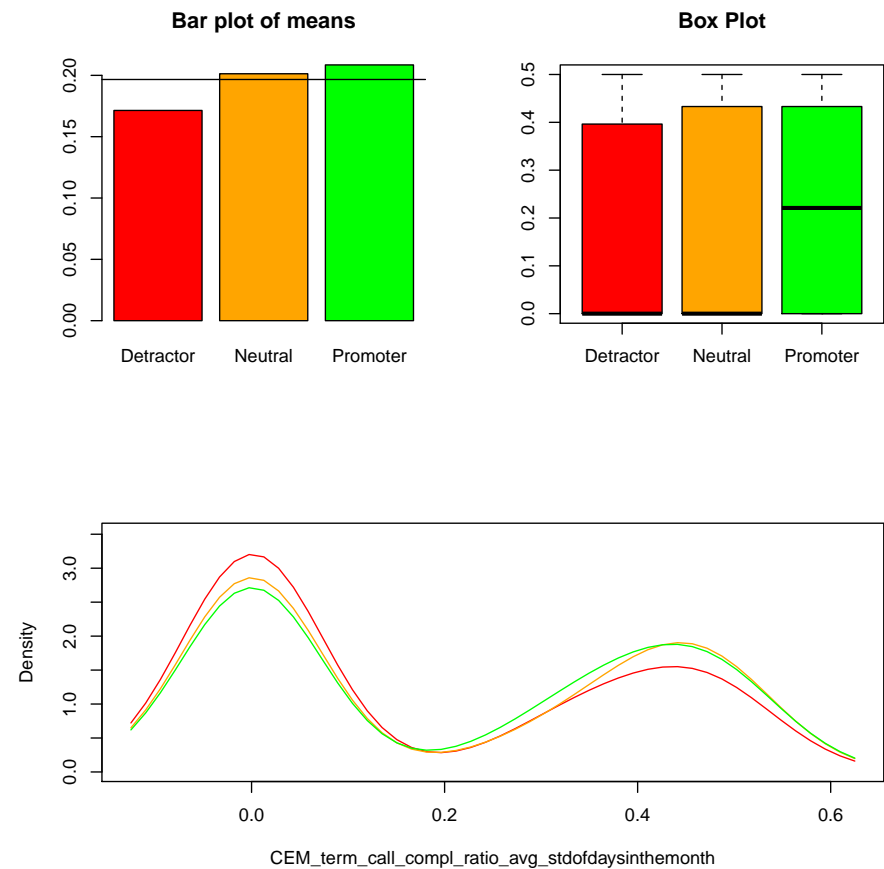 Bar plot of means
0.20
0.15
0.10
0.05
0.00
Detractor Neutral Promoter
Box Plot
0.5
0.4
0.3
0.2
0.1
0.0
Detractor Neutral Promoter
Density
3.0
2.0
1.0
0.0
0.0 0.2 0.4 0.6
CEM_term_call_compl_ratio_avg_stdofdaysinthemonth